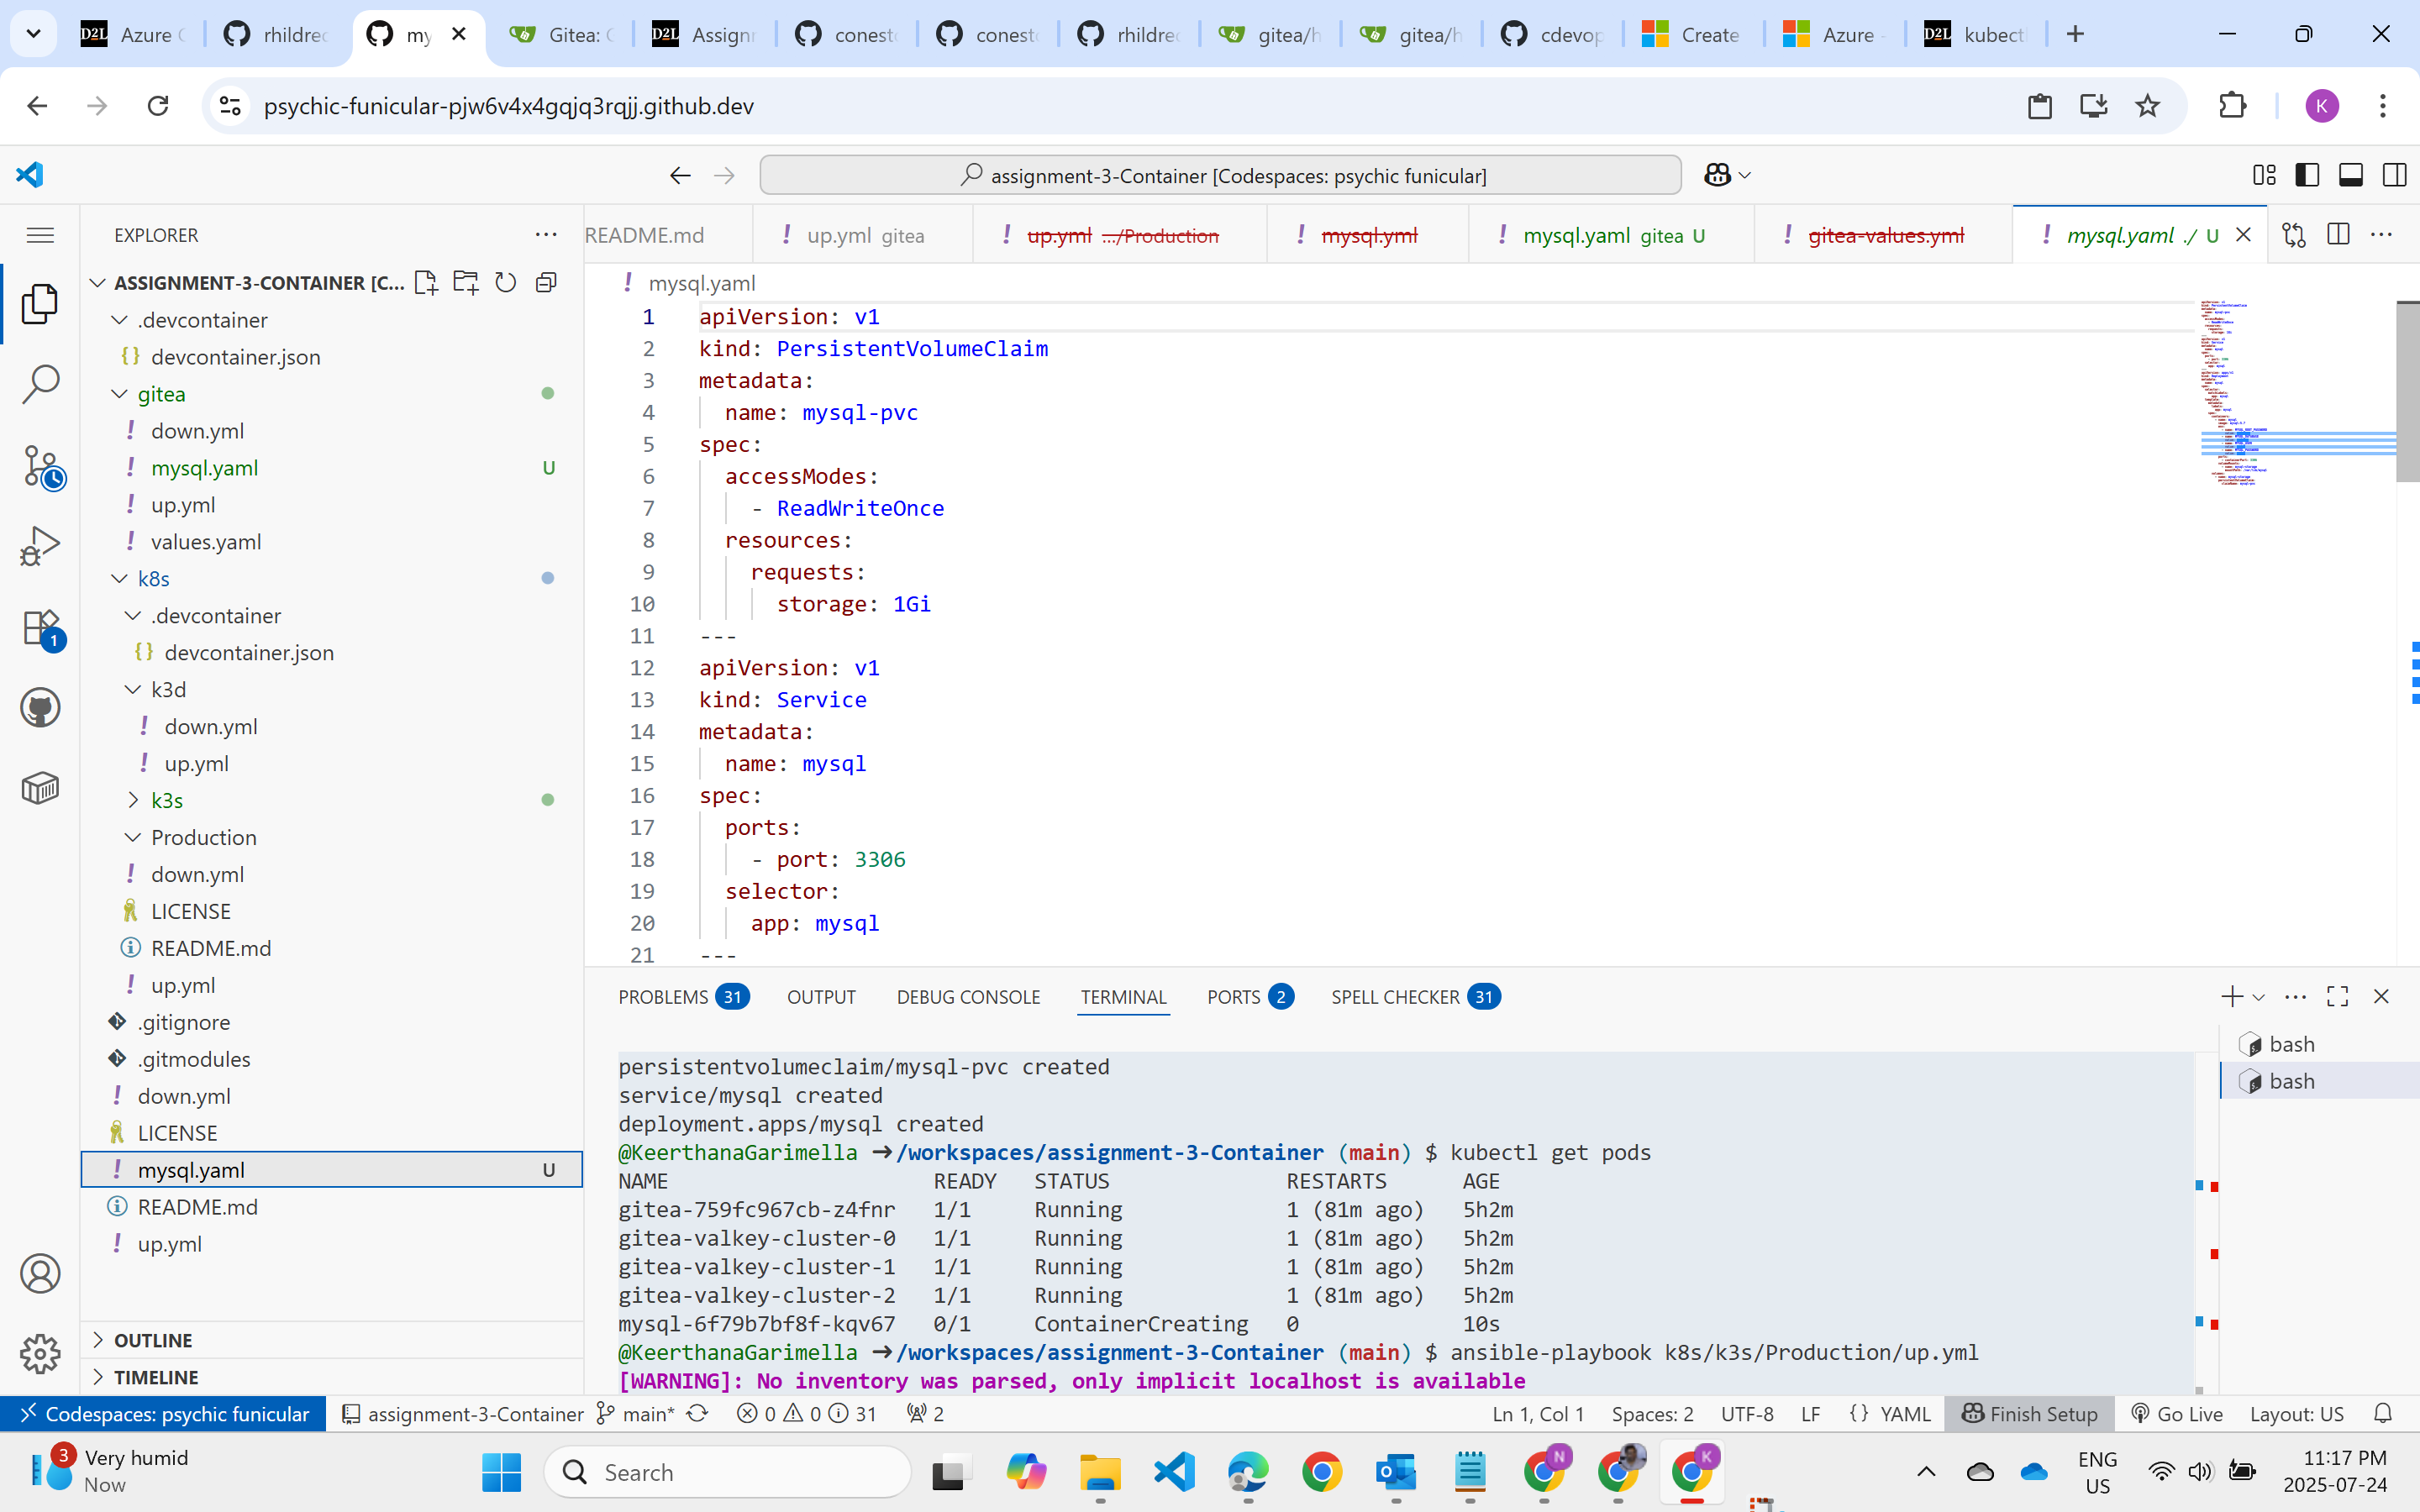 Azure
rhildred
my
Gitea:
Assign
conest
conest
rhildre
gitea/h
gitea/h
cdevop
Create
Azure -
kubect
psychic-funicular-pjw6v4x4gqjq3rqjj.github.dev
K
assignment-3-Container [Codespaces: psychic funicular]
EXPLORER
README.md
up.yml gitea
up.yml .../Production
mysql.yml
mysql.yaml gitea U
gitea-values.yml
mysql.yaml ./ U
ASSIGNMENT-3-CONTAINER [C...
.devcontainer
devcontainer.json
gitea
down.yml
mysql.yaml U
up.yml
values.yaml
k8s
.devcontainer
devcontainer.json
k3d
down.yml
up.yml
k3s
Production
down.yml
LICENSE
README.md
up.yml
.gitignore
.gitmodules
down.yml
LICENSE
mysql.yaml U
README.md
up.yml
OUTLINE
TIMELINE
1
mysql.yaml
1 apiVersion: v1
2 kind: PersistentVolumeClaim
3 metadata:
4 name: mysql-pvc
5 spec:
6 accessModes:
7 - ReadWriteOnce
8 resources:
9 requests:
10 storage: 1Gi
11 ---
12 apiVersion: v1
13 kind: Service
14 metadata:
15 name: mysql
16 spec:
17 ports:
18 - port: 3306
19 selector:
20 app: mysql
21 ---
PROBLEMS 31 OUTPUT DEBUG CONSOLE TERMINAL PORTS 2 SPELL CHECKER 31
persistentvolumeclaim/mysql-pvc created
service/mysql created
deployment.apps/mysql created
@KeerthanaGarimella ➜/workspaces/assignment-3-Container (main) $ kubectl get pods
NAME READY STATUS RESTARTS AGE
gitea-759fc967cb-z4fnr 1/1 Running 1 (81m ago) 5h2m
gitea-valkey-cluster-0 1/1 Running 1 (81m ago) 5h2m
gitea-valkey-cluster-1 1/1 Running 1 (81m ago) 5h2m
gitea-valkey-cluster-2 1/1 Running 1 (81m ago) 5h2m
mysql-6f79b7bf8f-kqv67 0/1 ContainerCreating 0 10s
@KeerthanaGarimella ➜/workspaces/assignment-3-Container (main) $ ansible-playbook k8s/k3s/Production/up.yml
[WARNING]: No inventory was parsed, only implicit localhost is available
bash
bash
Codespaces: psychic funicular assignment-3-Container main* 0 0 31 2 Ln 1, Col 1 Spaces: 2 UTF-8 LF {} YAML Finish Setup Go Live Layout: US
3
Very humid
Now
Search
N
K
ENG
US
11:17 PM
2025-07-24